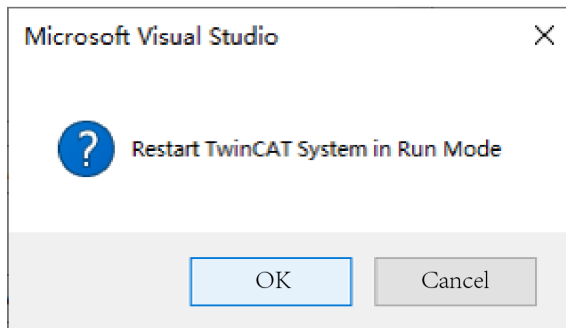 Microsoft Visual Studio
Restart TwinCAT System in Run Mode
OK Cancel